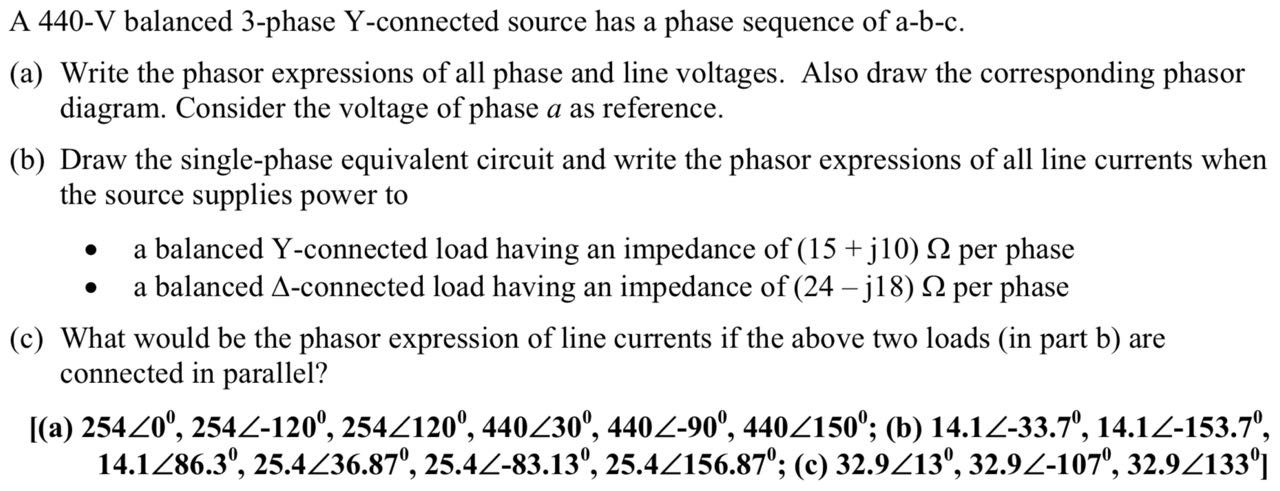 A 440-V balanced 3-phase Y-connected source has a phase sequence of a-b-c.
(a) Write the phasor expressions of all phase and line voltages. Also draw the corresponding phasor
diagram. Consider the voltage of phase a as reference.
(b) Draw the single-phase equivalent circuit and write the phasor expressions of all line currents when
the source supplies power to
• a balanced Y-connected load having an impedance of (15 + j10) Ω per phase
• a balanced Δ-connected load having an impedance of (24 – j18) Ω per phase
(c) What would be the phasor expression of line currents if the above two loads (in part b) are
connected in parallel?
[(a) 254∠0⁰, 254∠-120⁰, 254∠120⁰, 440∠30⁰, 440∠-90⁰, 440∠150⁰; (b) 14.1∠-33.7⁰, 14.1∠-153.7⁰,
14.1∠86.3⁰, 25.4∠36.87⁰, 25.4∠-83.13⁰, 25.4∠156.87⁰; (c) 32.9∠13⁰, 32.9∠-107⁰, 32.9∠133⁰]